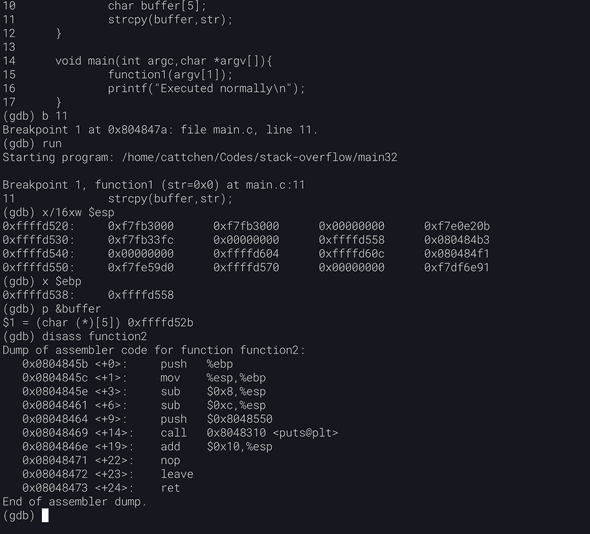 10 char buffer[5];
11 strcpy(buffer,str);
12 }
13
14 void main(int argc,char *argv[]){
15 function1(argv[1]);
16 printf("Executed normally\n");
17 }
(gdb) b 11
Breakpoint 1 at 0x804847a: file main.c, line 11.
(gdb) run
Starting program: /home/cattchen/Codes/stack-overflow/main32
Breakpoint 1, function1 (str=0x0) at main.c:11
11 strcpy(buffer,str);
(gdb) x/16xw $esp
0xffffd520: 0xf7fb3000 0xf7fb3000 0x00000000 0xf7e0e20b
0xffffd530: 0xf7fb33fc 0x00000000 0xffffd558 0x080484b3
0xffffd540: 0x00000000 0xffffd604 0xffffd60c 0x080484f1
0xffffd550: 0xf7fe59d0 0xffffd570 0x00000000 0xf7df6e91
(gdb) x $ebp
0xffffd538: 0xffffd558
(gdb) p &buffer
$1 = (char (*)[5]) 0xffffd52b
(gdb) disass function2
Dump of assembler code for function function2:
0x0804845b <+0>: push %ebp
0x0804845c <+1>: mov %esp,%ebp
0x0804845e <+3>: sub $0x8,%esp
0x08048461 <+6>: sub $0xc,%esp
0x08048464 <+9>: push $0x8048550
0x08048469 <+14>: call 0x8048310 <puts@plt>
0x0804846e <+19>: add $0x10,%esp
0x08048471 <+22>: nop
0x08048472 <+23>: leave
0x08048473 <+24>: ret
End of assembler dump.
(gdb)